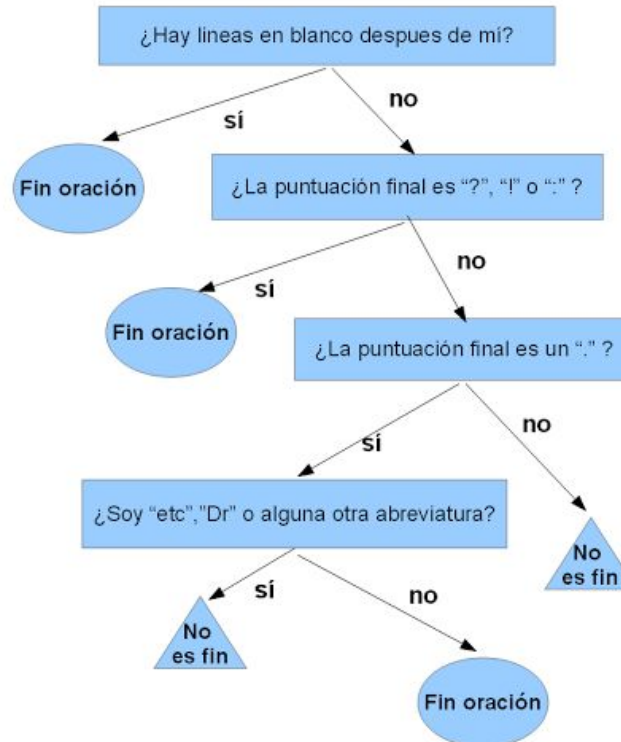 ¿Hay lineas en blanco despues de mí?
sí
no
Fin oración
¿La puntuación final es “?”, “!” o “:” ?
sí
no
Fin oración
¿La puntuación final es un “.” ?
sí
no
¿Soy “etc”,”Dr” o alguna otra abreviatura?
No
es fin
sí
no
No
es fin
Fin oración